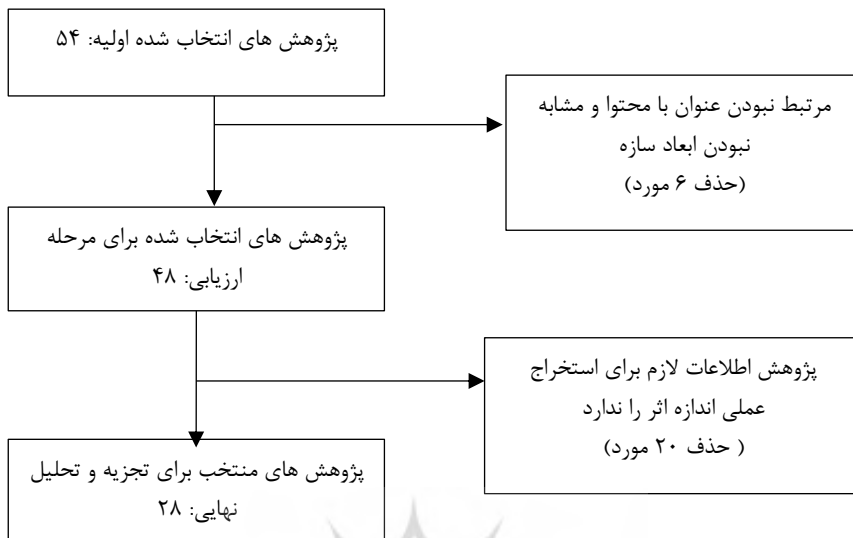 پژوهش های انتخاب شده اولیه: ۵۴
مرتبط نبودن عنوان با محتوا و مشابه
نبودن ابعاد سازه
(حذف ۶ مورد)
پژوهش های انتخاب شده برای مرحله
ارزیابی: ۴۸
پژوهش اطلاعات لازم برای استخراج
عملی اندازه اثر را ندارد
( حذف ۲۰ مورد)
پژوهش های منتخب برای تجزیه و تحلیل
نهایی: ۲۸